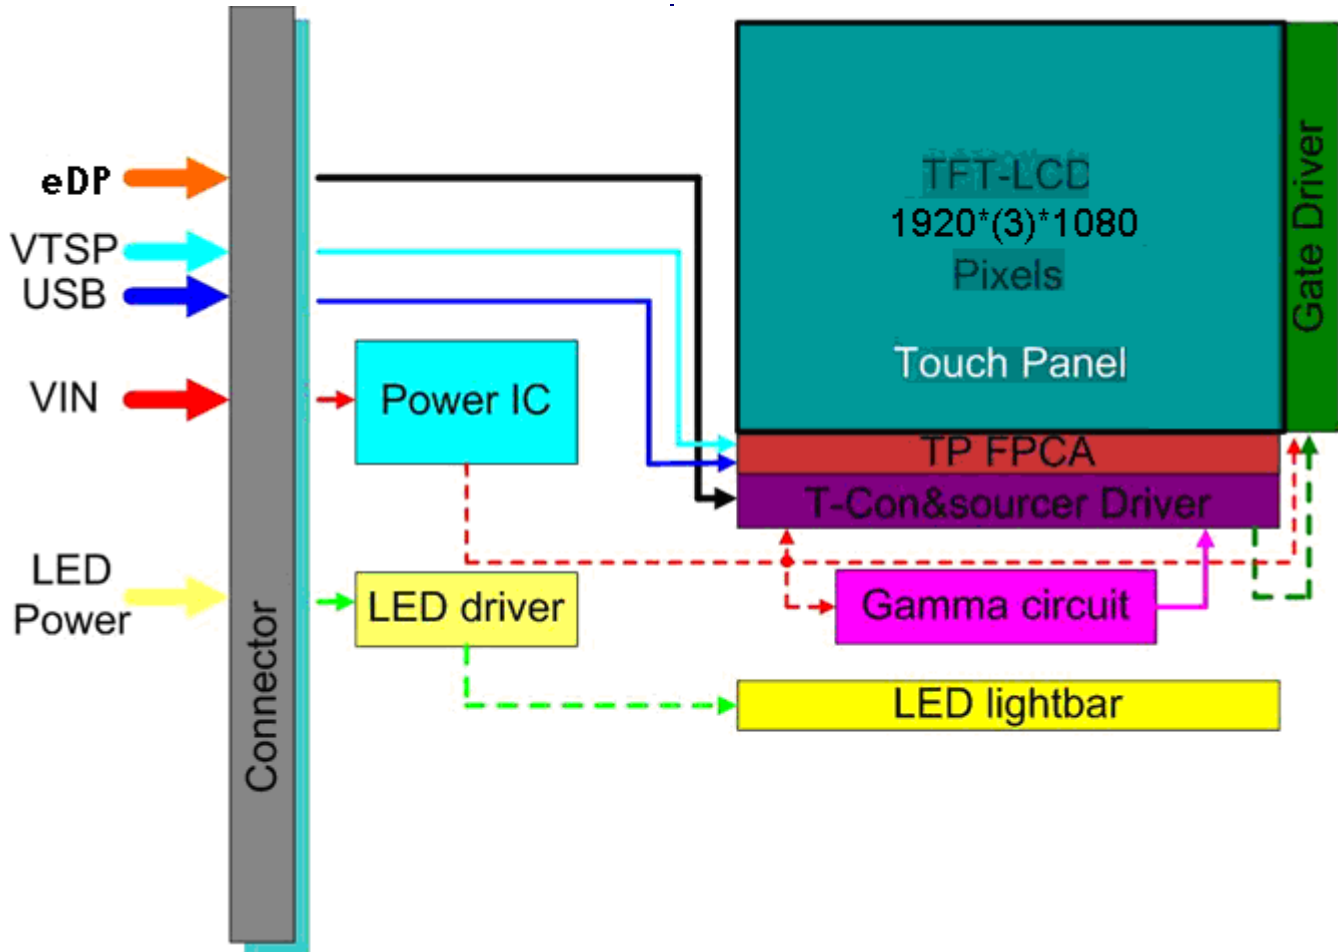 eDP
VTSP
USB
VIN
LED
Power
Connector
Power IC
LED driver
TFT-LCD
1920*(3)*1080
Pixels
Touch Panel
Gate Driver
TP FPCA
T-Con&sourcer Driver
Gamma circuit
LED lightbar